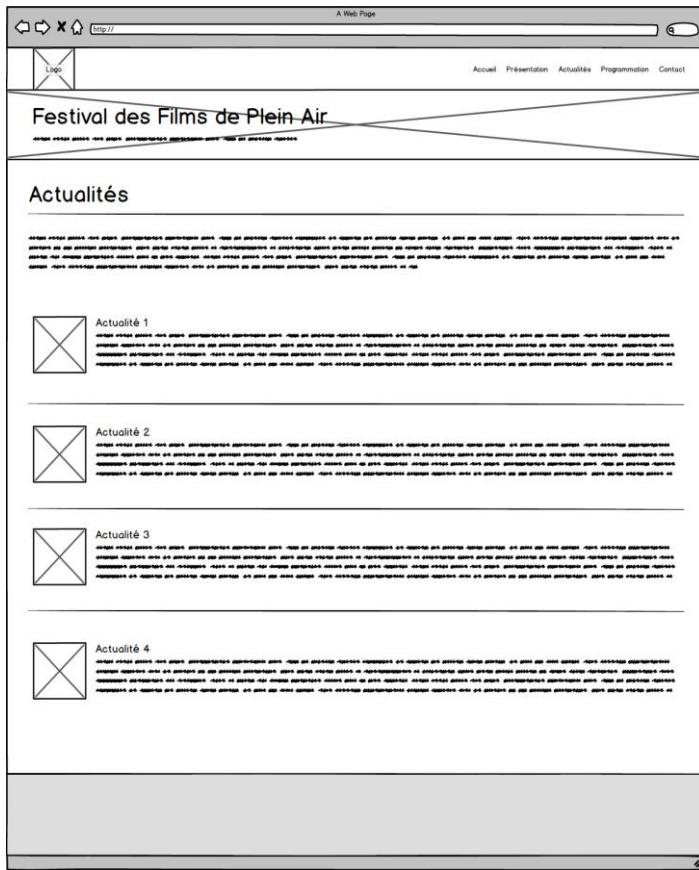 A Web Page
http://
Logo
Accueil Présentation Actualités Programmation Contact
Festival des Films de Plein Air
Actualités
Actualité 1
Actualité 2
Actualité 3
Actualité 4